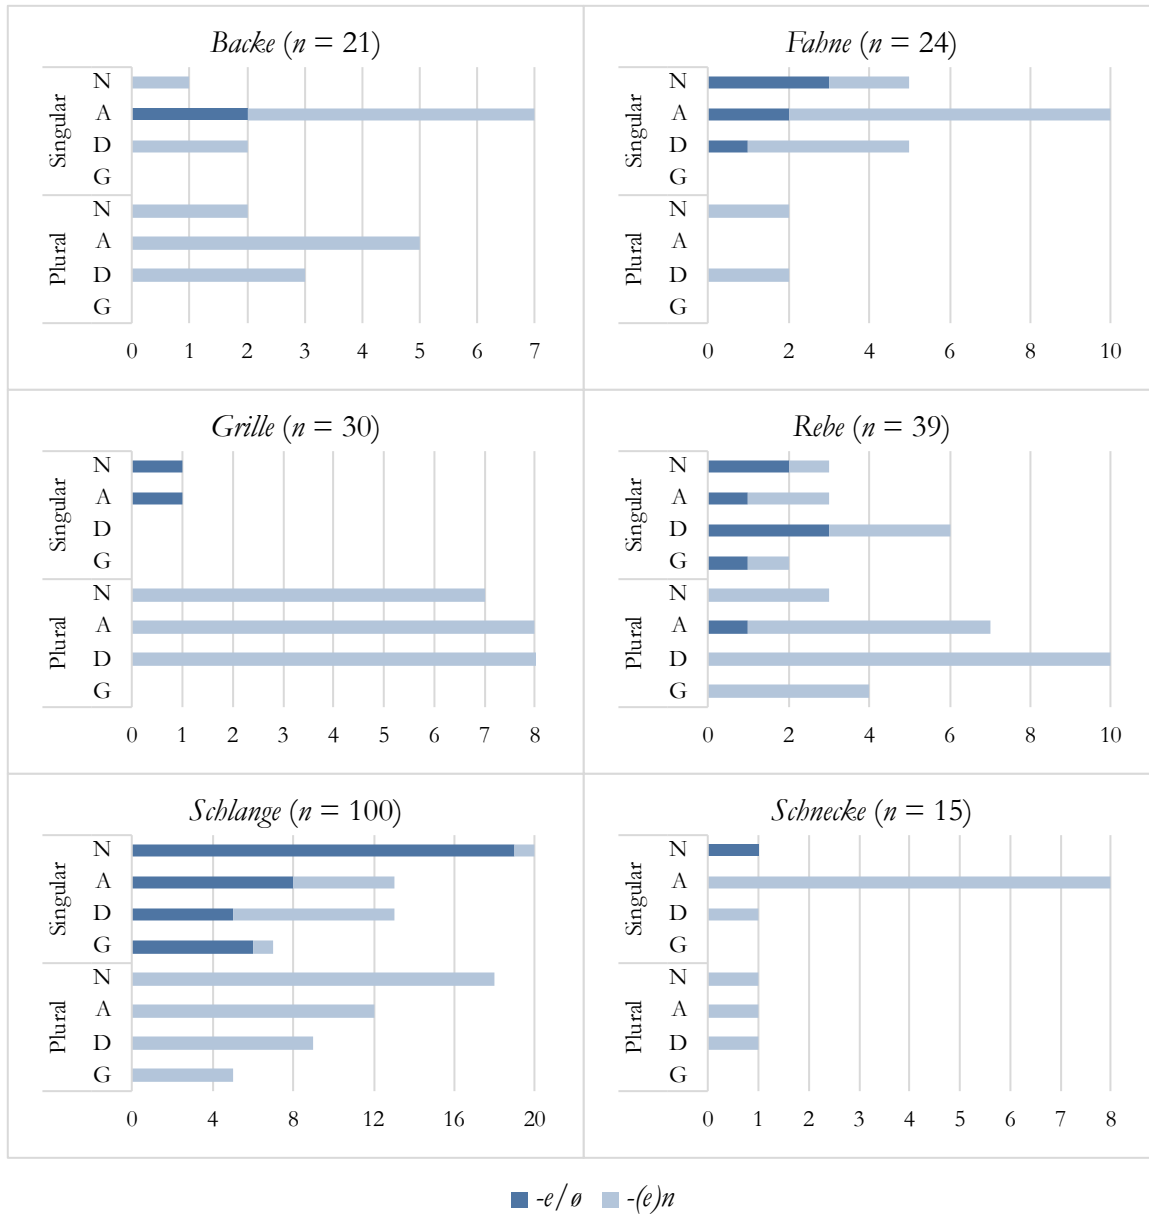 Backe (n = 21)
Singular
N
A
D
G
Plural
N
A
D
G
0 1 2 3 4 5 6 7
Fahne (n = 24)
Singular
N
A
D
G
Plural
N
A
D
G
0 2 4 6 8 10
Grille (n = 30)
Singular
N
A
D
G
Plural
N
A
D
G
0 1 2 3 4 5 6 7 8
Rebe (n = 39)
Singular
N
A
D
G
Plural
N
A
D
G
0 2 4 6 8 10
Schlange (n = 100)
Singular
N
A
D
G
Plural
N
A
D
G
0 4 8 12 16 20
Schnecke (n = 15)
Singular
N
A
D
G
Plural
N
A
D
G
0 1 2 3 4 5 6 7 8
-e/ø -(e)n